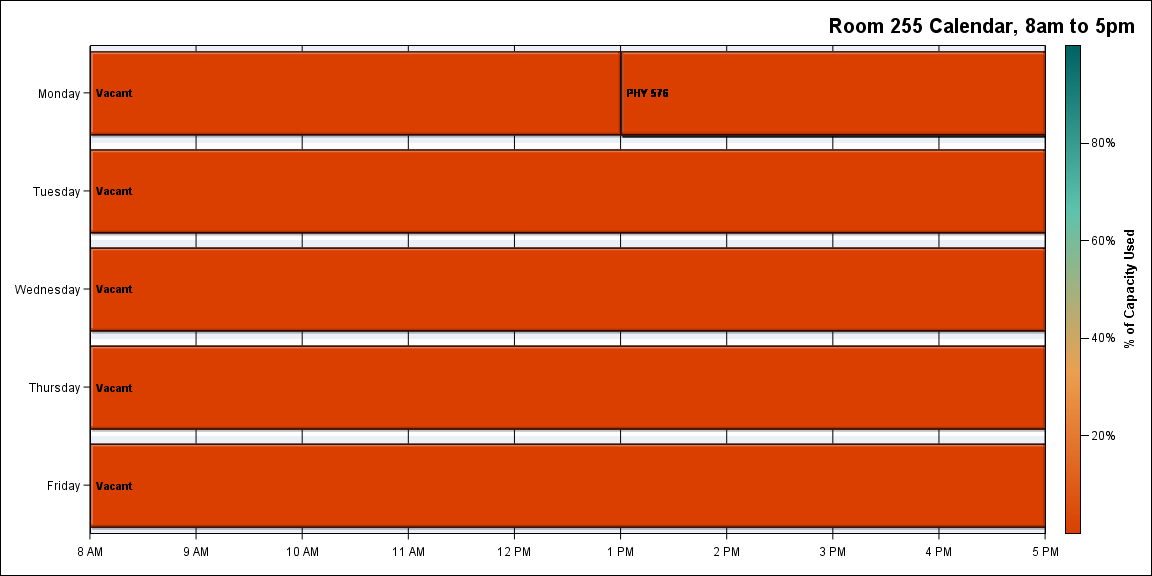 Room 255 Calendar, 8am to 5pm
Monday
Vacant
PHY 576
Tuesday
Vacant
Wednesday
Vacant
Thursday
Vacant
Friday
Vacant
8 AM 9 AM 10 AM 11 AM 12 PM 1 PM 2 PM 3 PM 4 PM 5 PM
80%
60%
40%
20%
% of Capacity Used